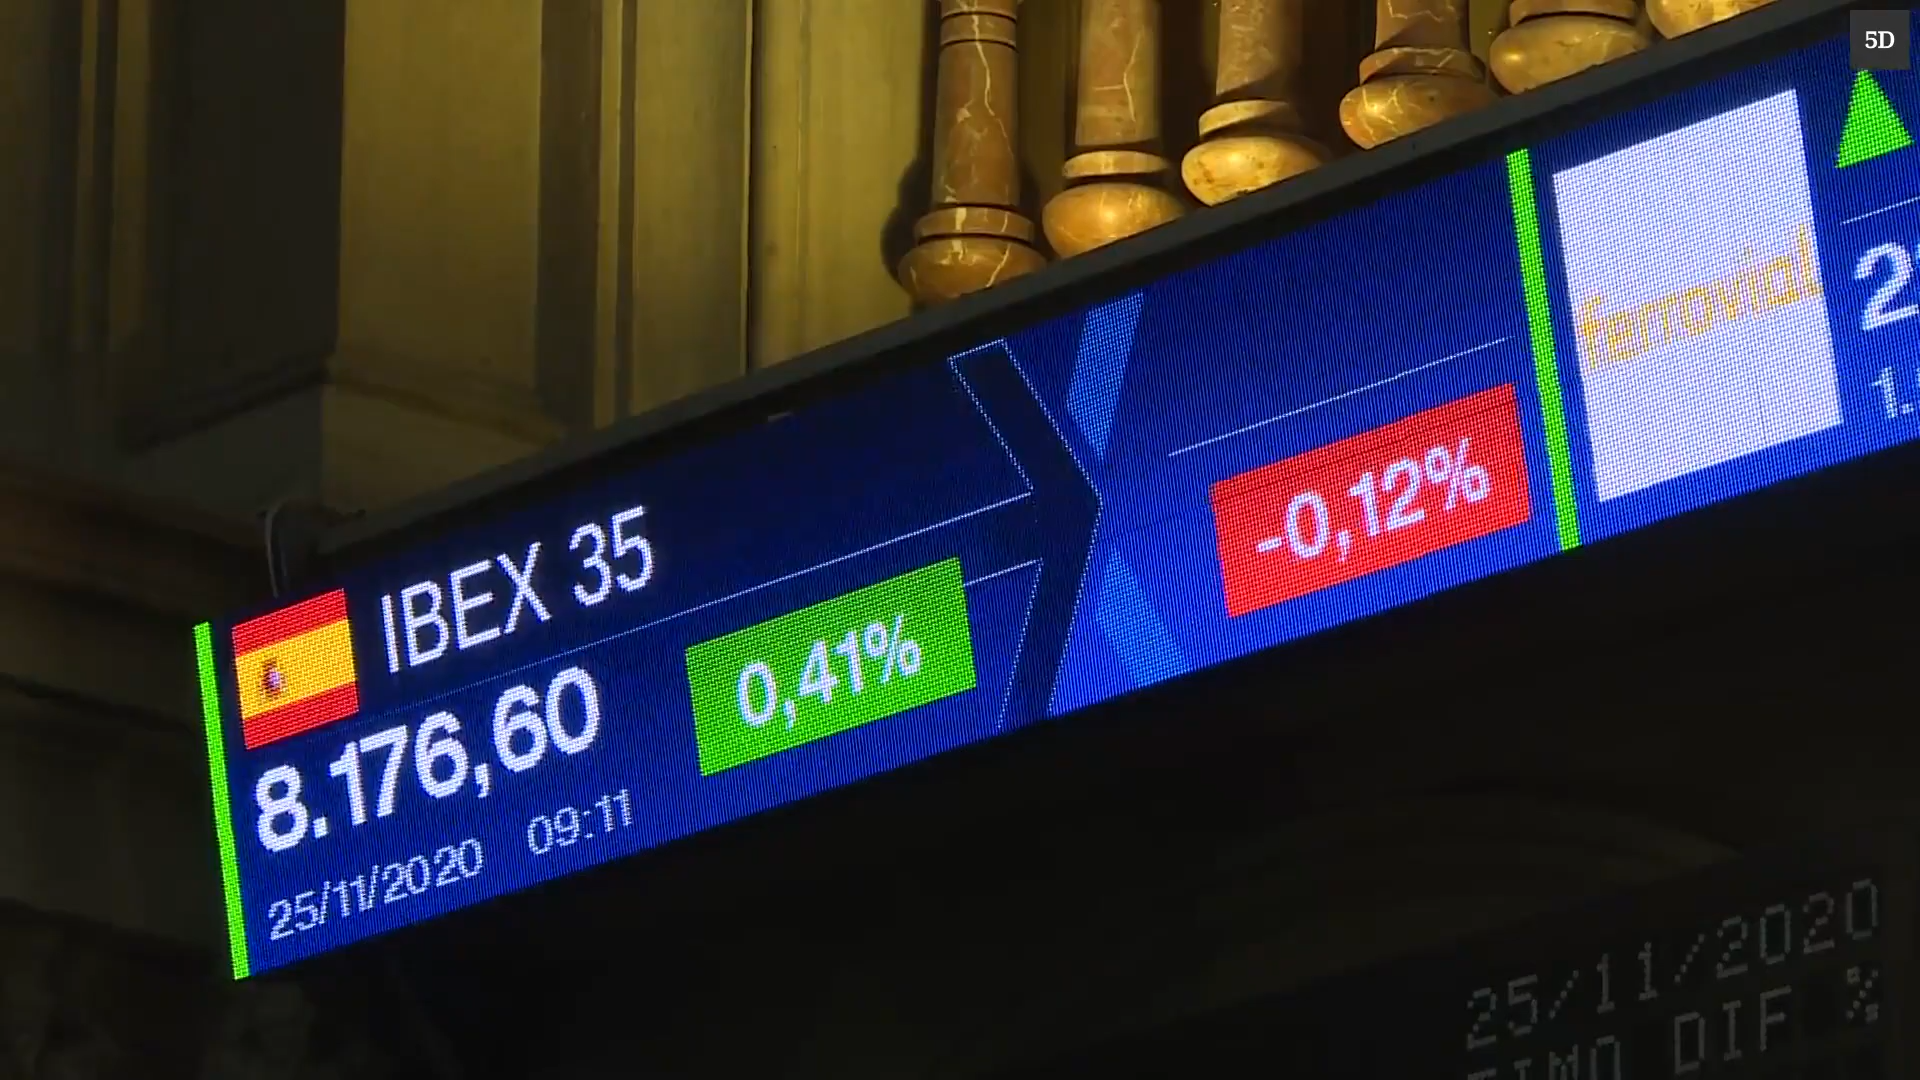 5D
IBEX 35
8.176,60
0,41%
25/11/2020 09:11
-0,12%
ferrovial
25/11/2020
DIF %